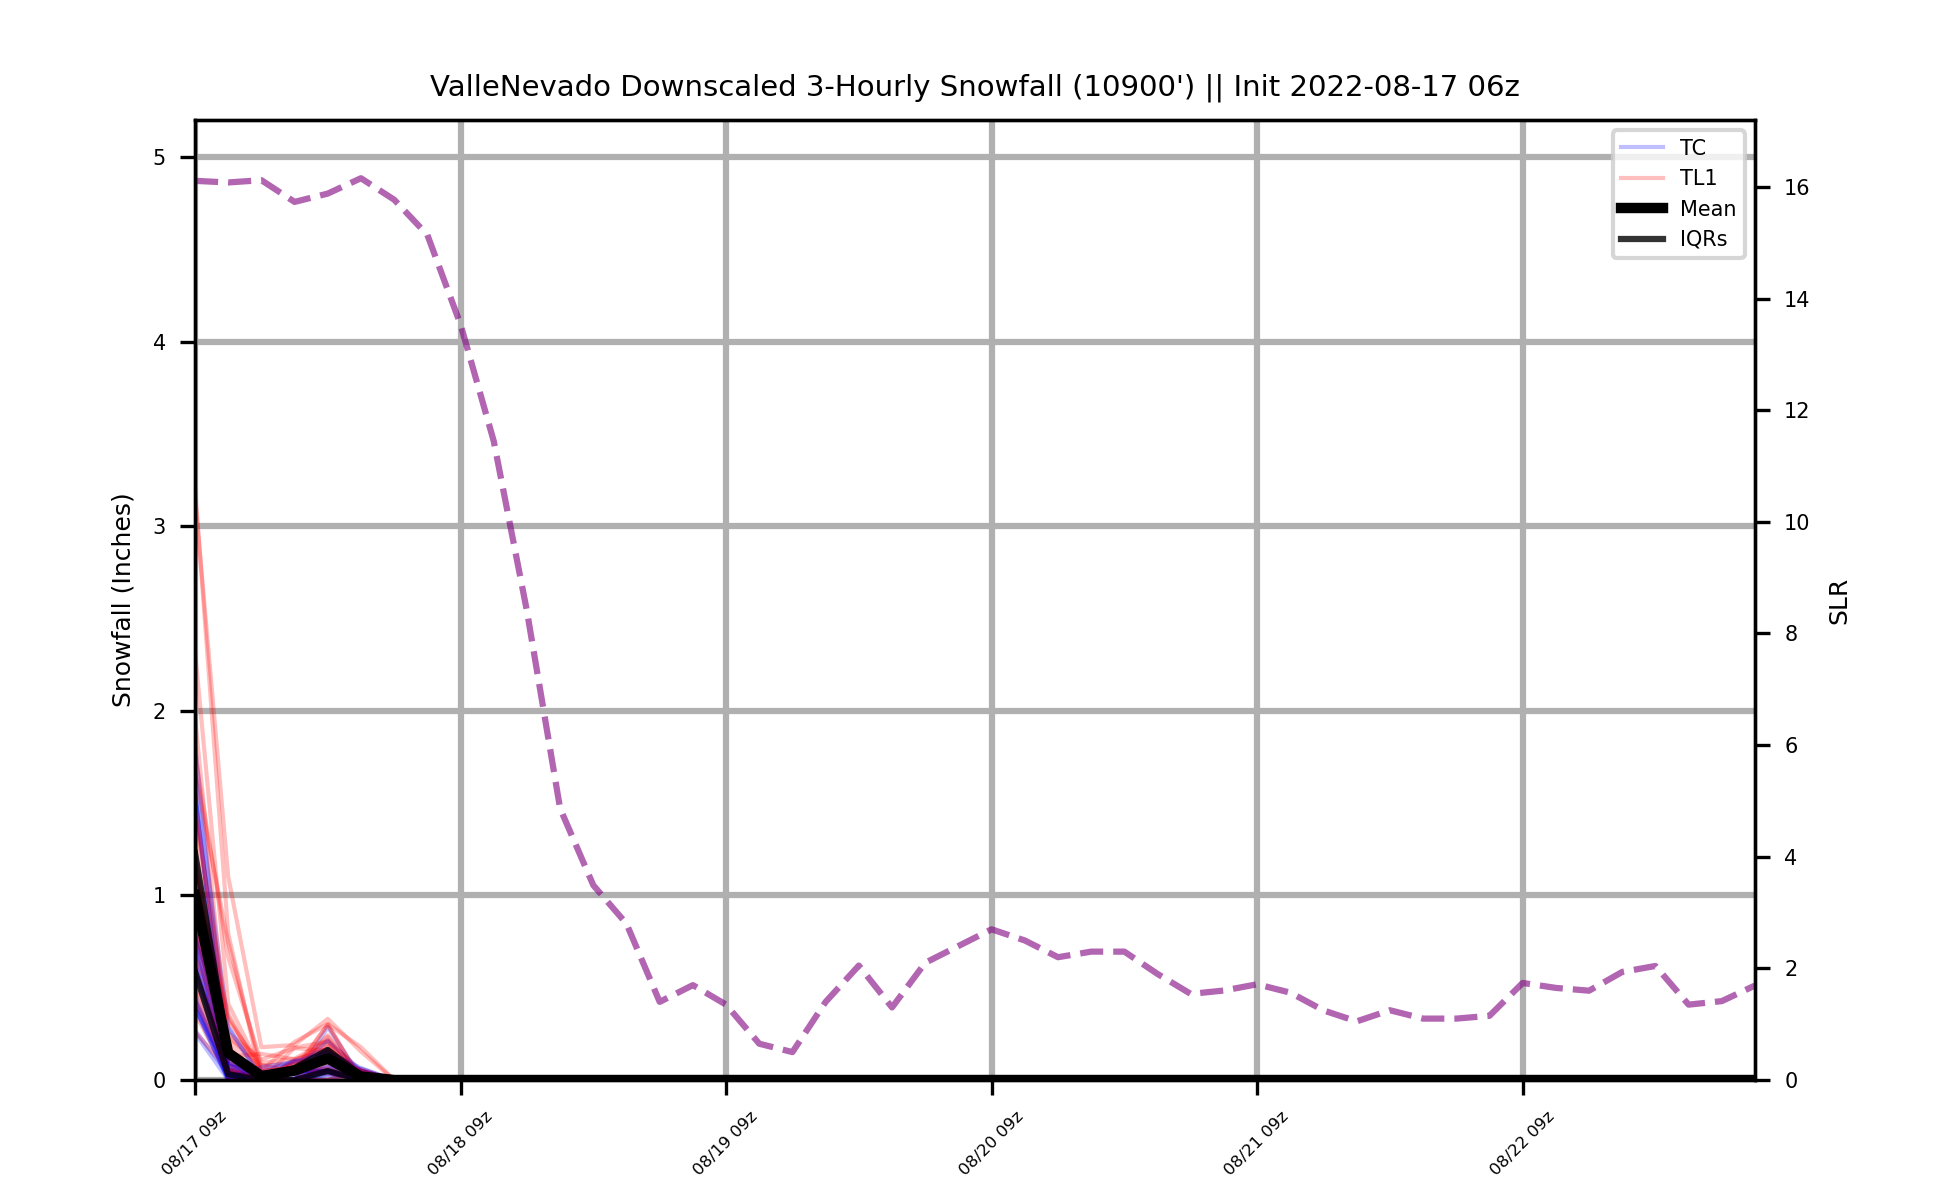 ValleNevado Downscaled 3-Hourly Snowfall (10900') || Init 2022-08-17 06z
TC
TL1
Mean
IQRs
5
4
3
2
1
0
Snowfall (Inches)
16
14
12
10
8
6
4
2
0
SLR
08/17 09z
08/18 09z
08/19 09z
08/20 09z
08/21 09z
08/22 09z